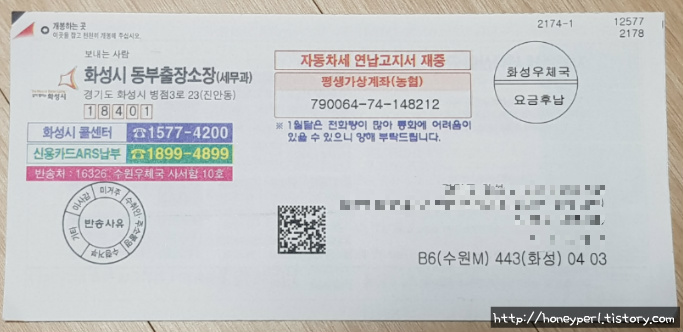 개봉하는 곳
이곳을 잡고 천천히 개봉해 주십시오.
2174-1
12577
2178
보내는 사람
화성시 동부출장소장(세무과)
화성시
경기도 화성시 병점3로 23(진안동)
18401
화성시 콜센터 ☎1577-4200
신용카드ARS납부 ☎1899-4899
반송처 : 16326 수원우체국 사서함 10호
자동차세 연납고지서 재중
평생가상계좌(농협)
790064-74-148212
※ 1월달은 전화량이 많아 통화에 어려움이
있을 수 있으니 양해 부탁드립니다.
화성우체국
요금후납
반송사유
이사감
미거주
수취인
주소불명
수령거부
기타
B6(수원M) 443(화성) 04 03
http://honeyperl.tistory.com